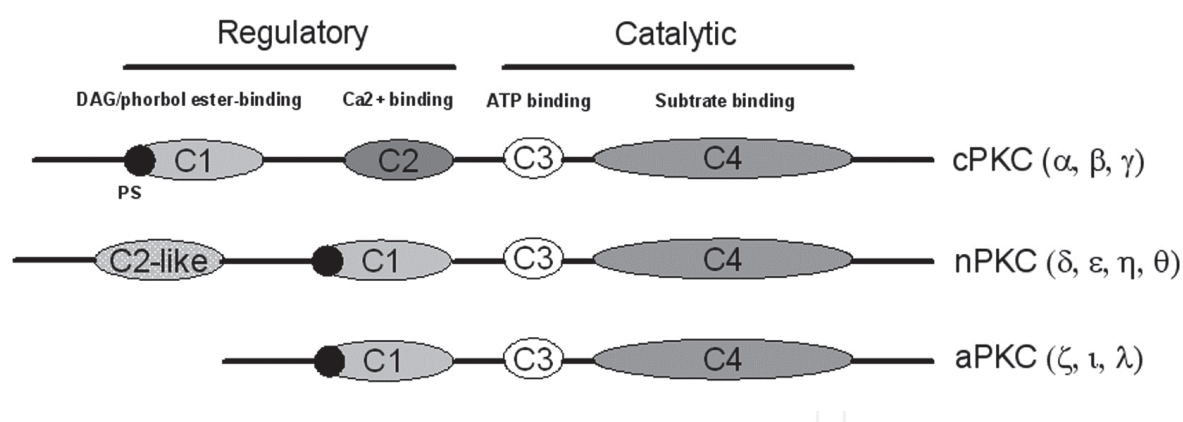 Regulatory Catalytic
DAG/phorbol ester-binding Ca2+ binding ATP binding Subtrate binding
C1 C2 C3 C4 cPKC (α, β, γ)
PS
C2-like C1 C3 C4 nPKC (δ, ε, η, θ)
C1 C3 C4 aPKC (ζ, ι, λ)